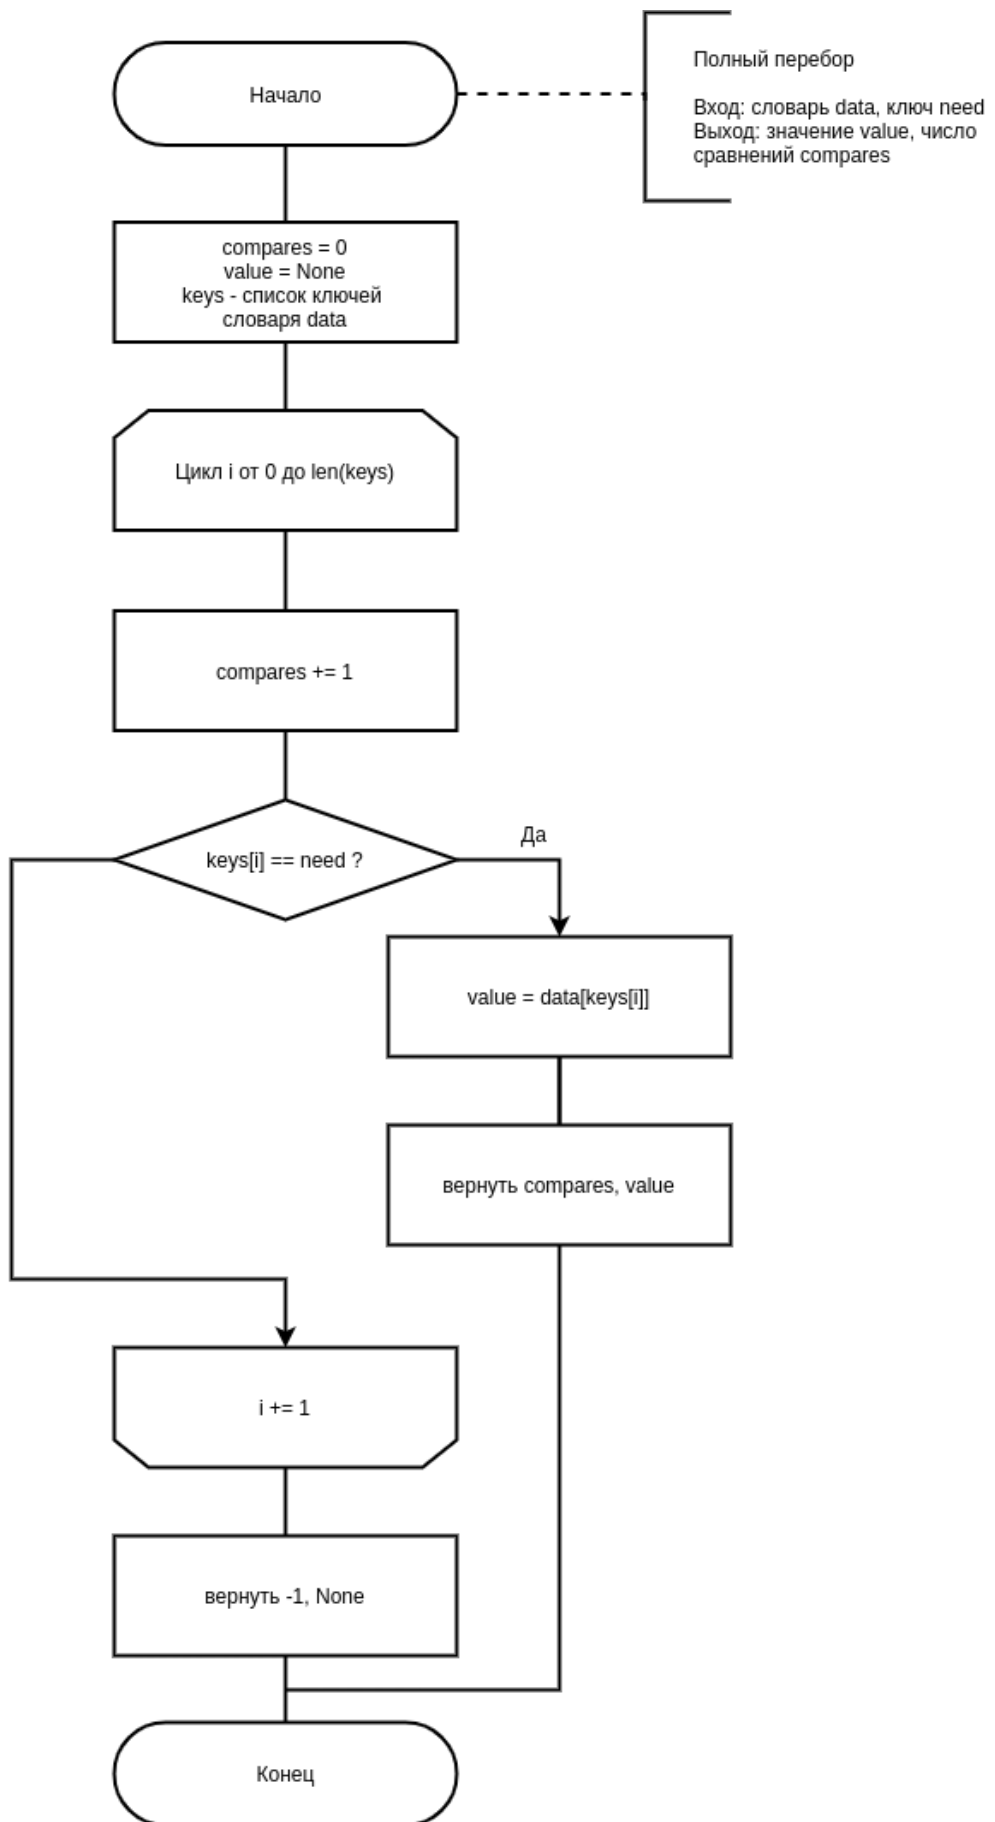 Начало
Полный перебор
Вход: словарь data, ключ need
Выход: значение value, число
сравнений compares
compares = 0
value = None
keys - список ключей
словаря data
Цикл i от 0 до len(keys)
compares += 1
keys[i] == need ?
Да
value = data[keys[i]]
вернуть compares, value
i += 1
вернуть -1, None
Конец